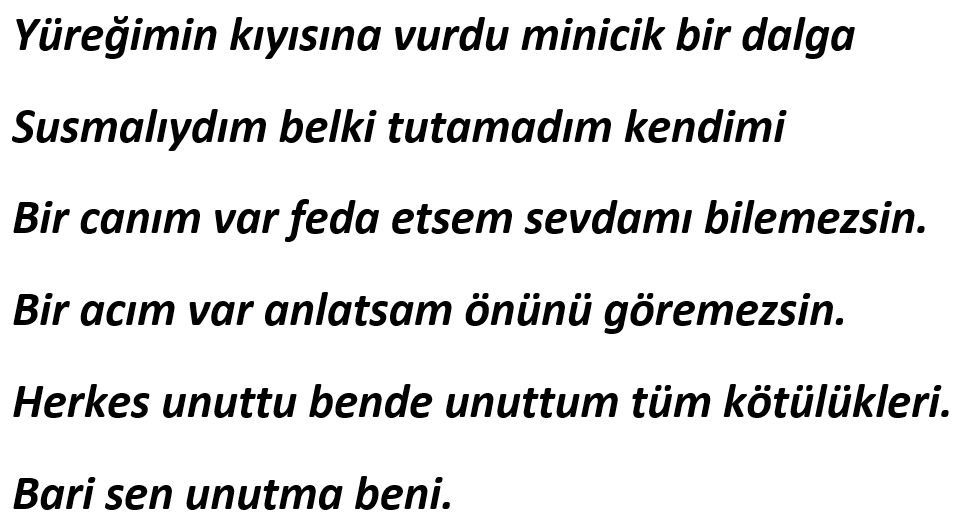 Yüreğimin kıyısına vurdu minicik bir dalga
Susmalıydım belki tutamadım kendimi
Bir canım var feda etsem sevdamı bilemezsin.
Bir acım var anlatsam önünü göremezsin.
Herkes unuttu bende unuttum tüm kötülükleri.
Bari sen unutma beni.